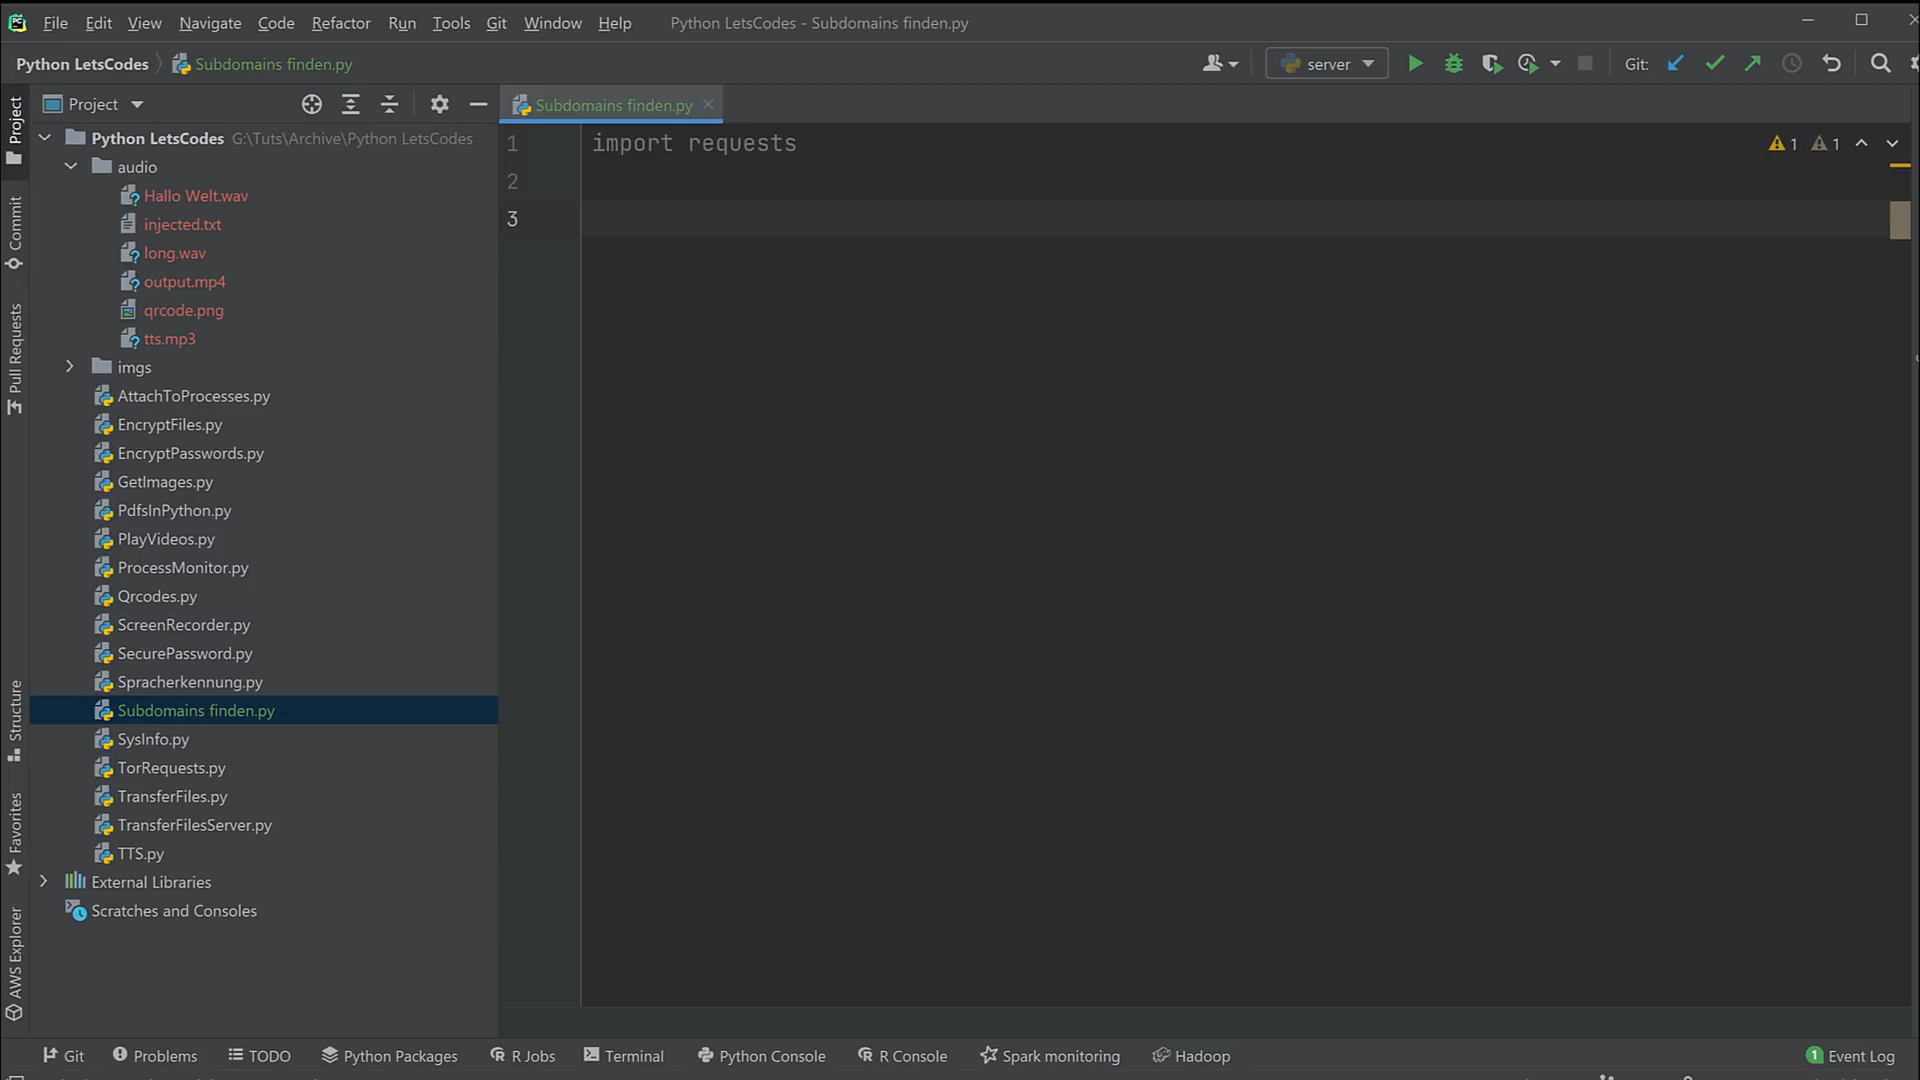 File Edit View Navigate Code Refactor Run Tools Git Window Help Python LetsCodes - Subdomains finden.py
Python LetsCodes Subdomains finden.py server Git:
Project
Subdomains finden.py
Python LetsCodes G:\Tuts\Archive\Python LetsCodes
audio
Hallo Welt.wav
injected.txt
long.wav
output.mp4
qrcode.png
tts.mp3
imgs
AttachToProcesses.py
EncryptFiles.py
EncryptPasswords.py
GetImages.py
PdfsInPython.py
PlayVideos.py
ProcessMonitor.py
Qrcodes.py
ScreenRecorder.py
SecurePassword.py
Spracherkennung.py
Subdomains finden.py
SysInfo.py
TorRequests.py
TransferFiles.py
TransferFilesServer.py
TTS.py
External Libraries
Scratches and Consoles
1 import requests
2
3
1 1
Project
Commit
Pull Requests
Structure
Favorites
AWS Explorer
Git Problems TODO Python Packages R Jobs Terminal Python Console R Console Spark monitoring Hadoop 1 Event Log